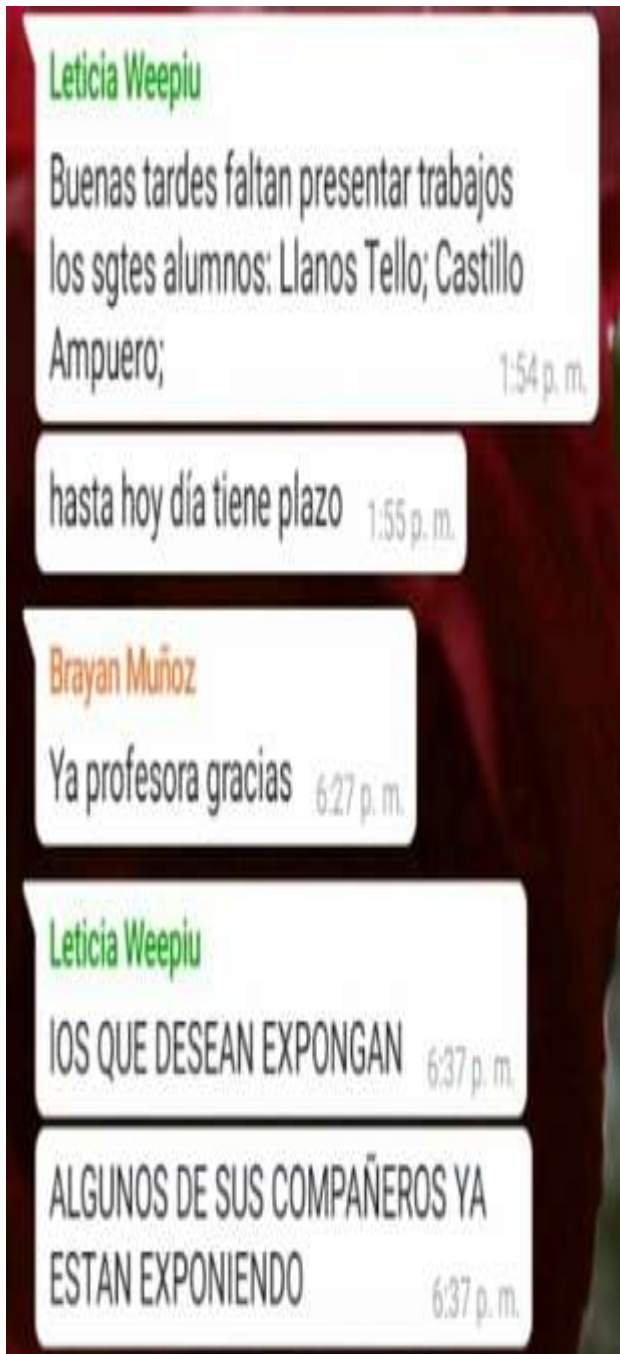 Leticia Weepiu
Buenas tardes faltan presentar trabajos
los sgtes alumnos: Llanos Tello; Castillo
Ampuero;
1:54 p. m.
hasta hoy día tiene plazo 1:55 p. m.
Brayan Muñoz
Ya profesora gracias 6:27 p. m.
Leticia Weepiu
lOS QUE DESEAN EXPONGAN 6:37 p. m.
ALGUNOS DE SUS COMPAÑEROS YA
ESTAN EXPONIENDO 6:37 p. m.